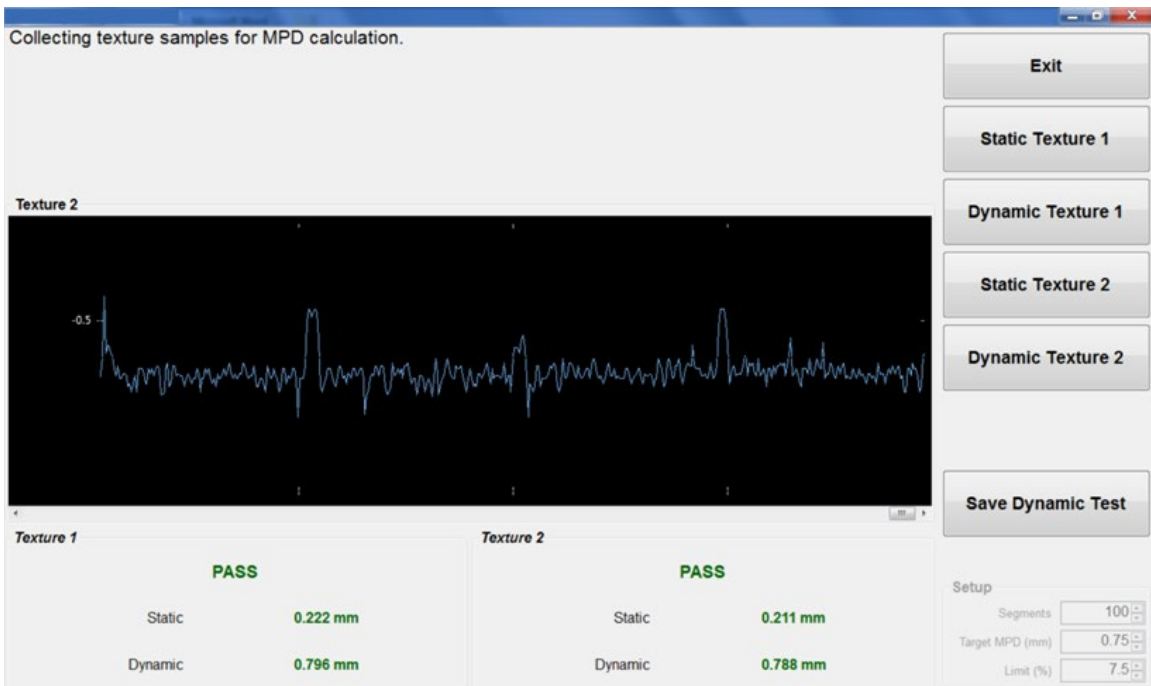 Collecting texture samples for MPD calculation.
Exit
Static Texture 1
Dynamic Texture 1
Static Texture 2
Dynamic Texture 2
Save Dynamic Test
Texture 2
-0.5
Texture 1
PASS
Static 0.222 mm
Dynamic 0.796 mm
Texture 2
PASS
Static 0.211 mm
Dynamic 0.788 mm
Setup
Segments 100
Target MPD (mm) 0.75
Limit (%) 7.5